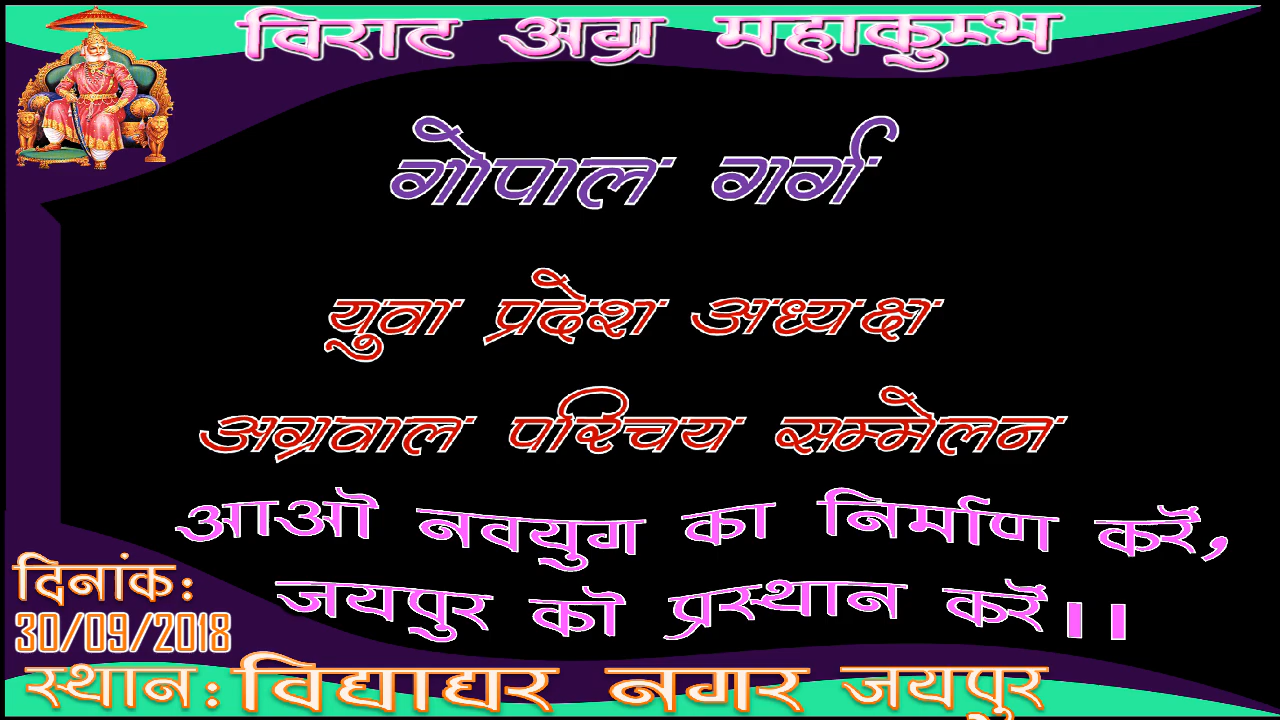 विराट अग्र महाकुम्भ
गोपाल गर्ग
युवा प्रदेश अध्यक्ष
अग्रवाल परिचय सम्मेलन
आओ नवयुग का निर्माण करें,
जयपुर को प्रस्थान करें।।
दिनांक:
30/09/2018
स्थान: विद्याद्यर नगर जयपुर